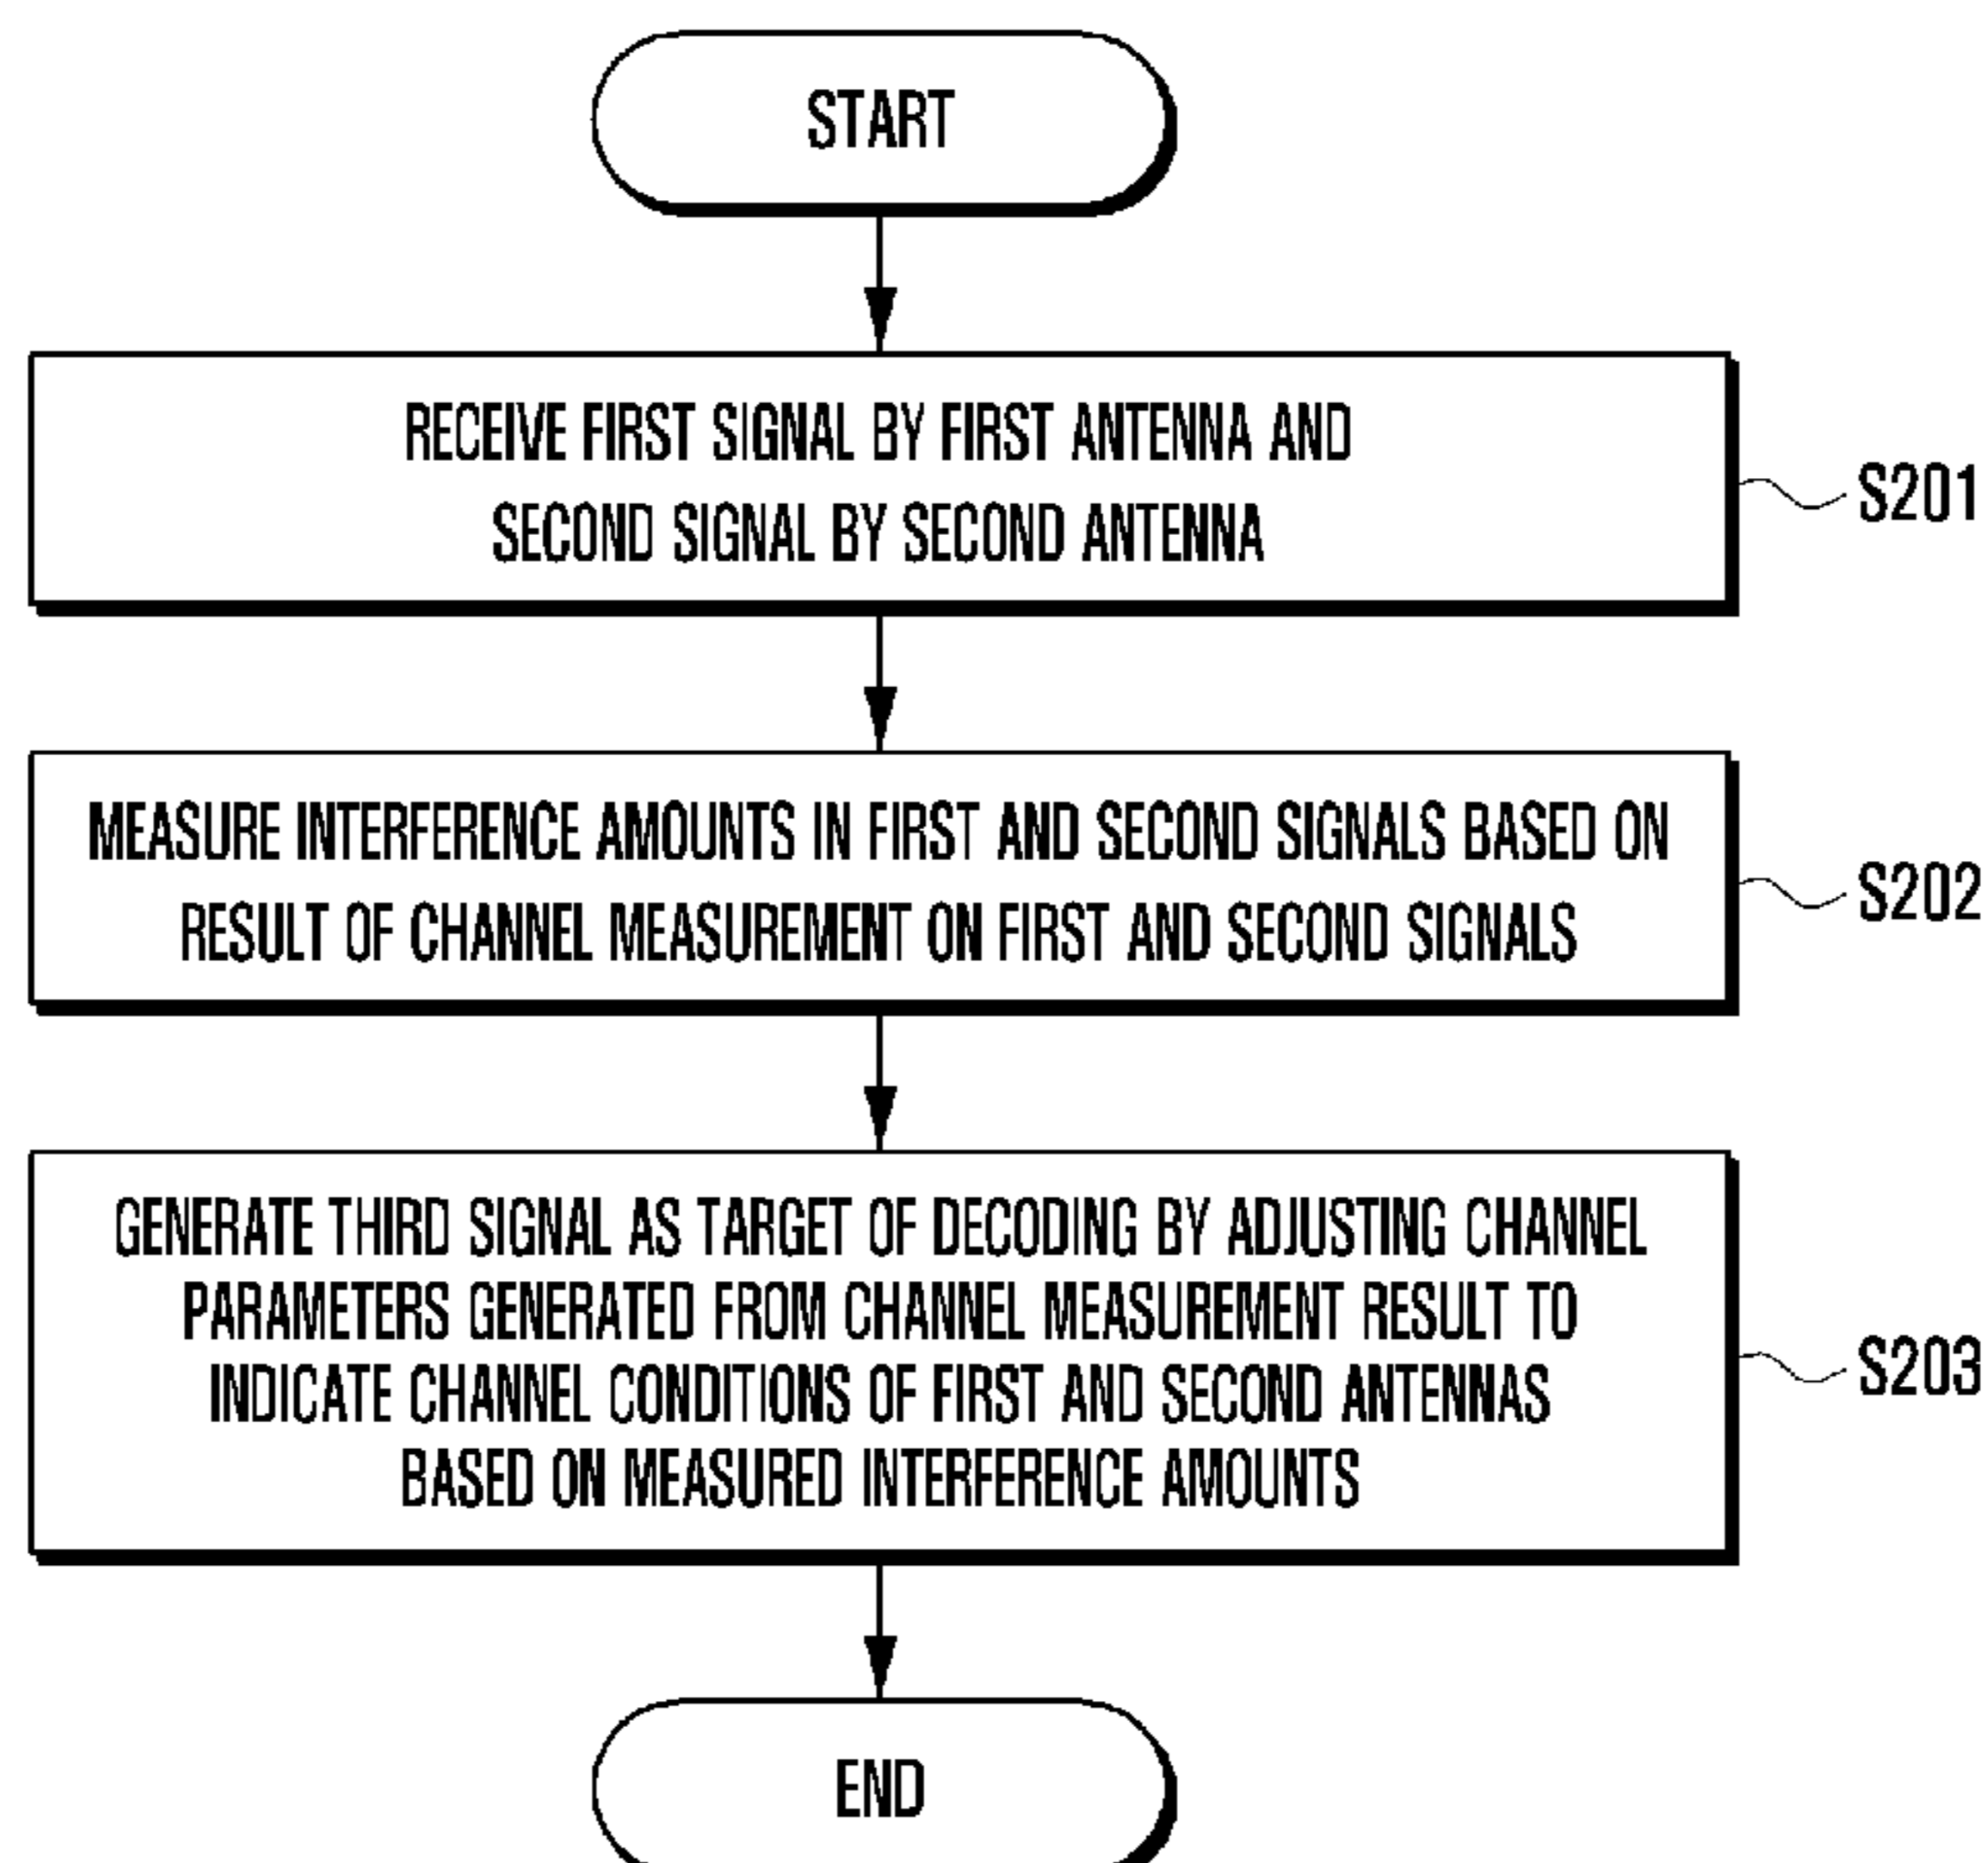 START
RECEIVE FIRST SIGNAL BY FIRST ANTENNA AND
SECOND SIGNAL BY SECOND ANTENNA
S201
MEASURE INTERFERENCE AMOUNTS IN FIRST AND SECOND SIGNALS BASED ON
RESULT OF CHANNEL MEASUREMENT ON FIRST AND SECOND SIGNALS
S202
GENERATE THIRD SIGNAL AS TARGET OF DECODING BY ADJUSTING CHANNEL
PARAMETERS GENERATED FROM CHANNEL MEASUREMENT RESULT TO
INDICATE CHANNEL CONDITIONS OF FIRST AND SECOND ANTENNAS
BASED ON MEASURED INTERFERENCE AMOUNTS
S203
END